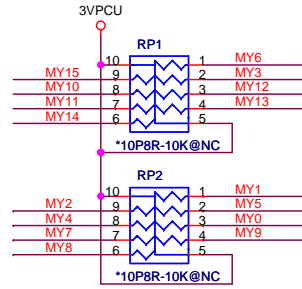 3VPCU
RP1
10 1 MY6
MY15 9 2 MY3
MY10 8 3 MY12
MY11 7 4 MY13
MY14 6 5
*10P8R-10K@NC
RP2
10 1 MY1
MY2 9 2 MY5
MY4 8 3 MY0
MY7 7 4 MY9
MY8 6 5
*10P8R-10K@NC